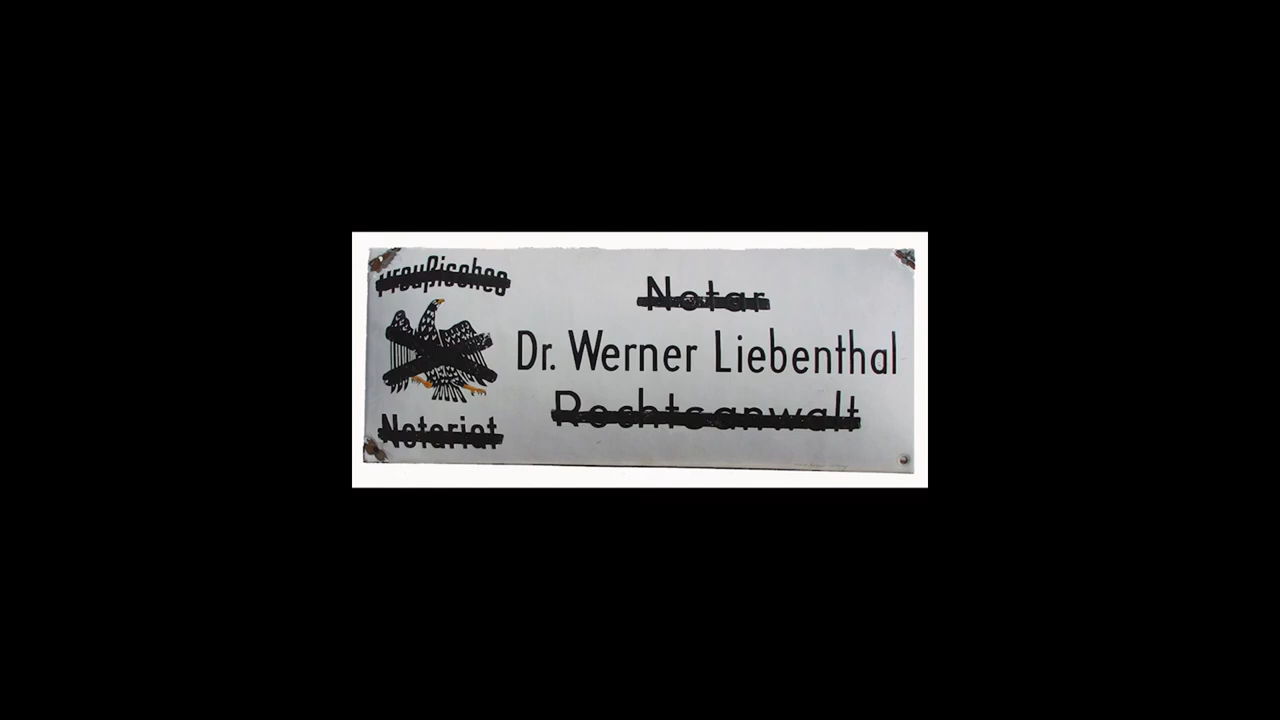 Preußisches
Notariat
Notar
Dr. Werner Liebenthal
Rechtsanwalt